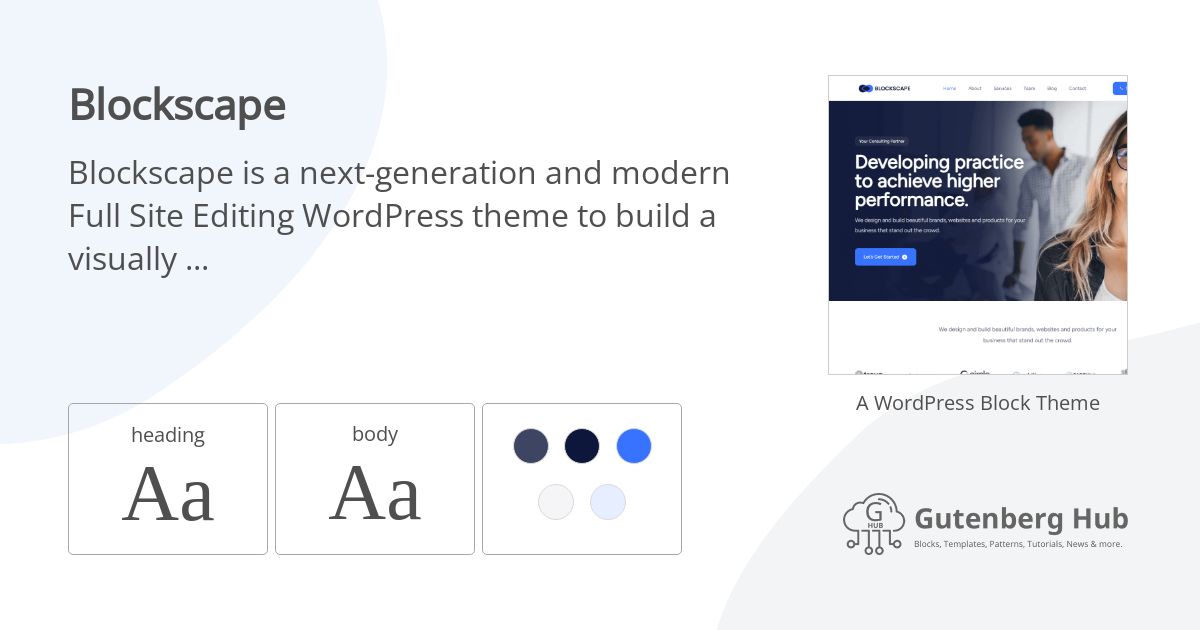 Blockscape
Blockscape is a next-generation and modern
Full Site Editing WordPress theme to build a
visually ...
heading
Aa
body
Aa
BLOCKSCAPE
Home About Services Team Blog Contact
Your Consulting Partner
Developing practice
to achieve higher
performance.
We design and build beautiful brands, websites and products for your
business that stand out the crowd.
Let's Get Started
We design and build beautiful brands, websites and products for your
business that stand out the crowd.
A WordPress Block Theme
G
HUB
Gutenberg Hub
Blocks, Templates, Patterns, Tutorials, News & more.